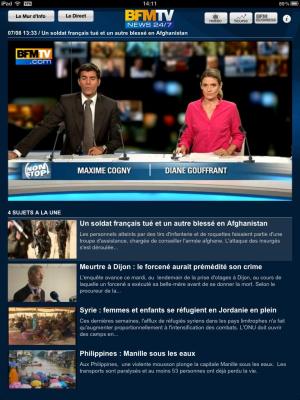 iPad VPN 14:11 89%
Le Mur d'Info Le Direct BFMTV METEO BOURSE BFM BUSINESS
NEWS 24/7
07/08 13:33 / Un soldat français tué et un autre blessé en Afghanistan
BFMTV
.com
NON
STOP!
MAXIME COGNY DIANE GOUFFRANT
4 SUJETS A LA UNE
Un soldat français tué et un autre blessé en Afghanistan
Les personnels atteints par des tirs d'infanterie et de roquettes faisaient partie d'une
troupe d'assistance, chargée de conseiller l'armée afghane. L'attaque des insurgés
s'est déroulée...
Meurtre à Dijon : le forcené aurait prémédité son crime
L'enquête avance ce mardi, au lendemain de la prise d'otages à Dijon, au cours de
laquelle un forcené a exécuté sa belle-mère avant de se donner la mort. Selon le
procureur de la...
Syrie : femmes et enfants se réfugient en Jordanie en plein
Ces dernières semaines, l'afflux de réfugiés syriens dans les pays limitrophes n'a fait
qu'augmenter proportionnellement à l'intensification des combats. L'ONU doit ouvrir
des camps en...
Philippines : Manille sous les eaux
Aux Philippines, une violente mousson plonge la capitale Manille sous les eaux. Les
transports sont paralysés et au moins 53 personnes ont déjà perdu la vie.